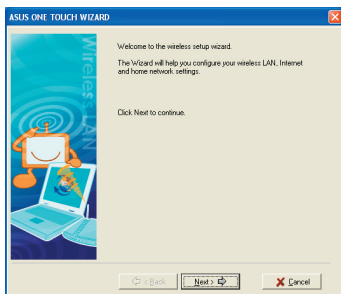 ASUS ONE TOUCH WIZARD
Wireless LAN
Welcome to the wireless setup wizard.
The Wizard will help you configure your wireless LAN, Internet
and home network settings.
Click Next to continue.
< Back
Next >
Cancel